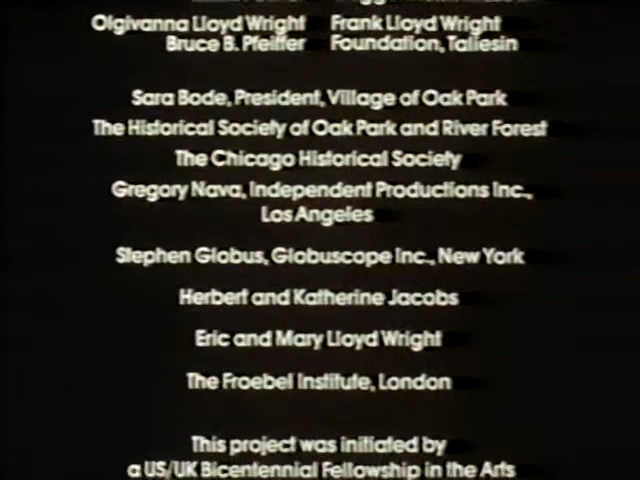 Olgivanna Lloyd Wright Frank Lloyd Wright
Bruce B. Pfeiffer Foundation, Taliesin
Sara Bode, President, Village of Oak Park
The Historical Society of Oak Park and River Forest
The Chicago Historical Society
Gregory Nava, Independent Productions Inc.,
Los Angeles
Stephen Globus, Globuscope Inc., New York
Herbert and Katherine Jacobs
Eric and Mary Lloyd Wright
The Froebel Institute, London
This project was initiated by
a US/UK Bicentennial Fellowship in the Arts